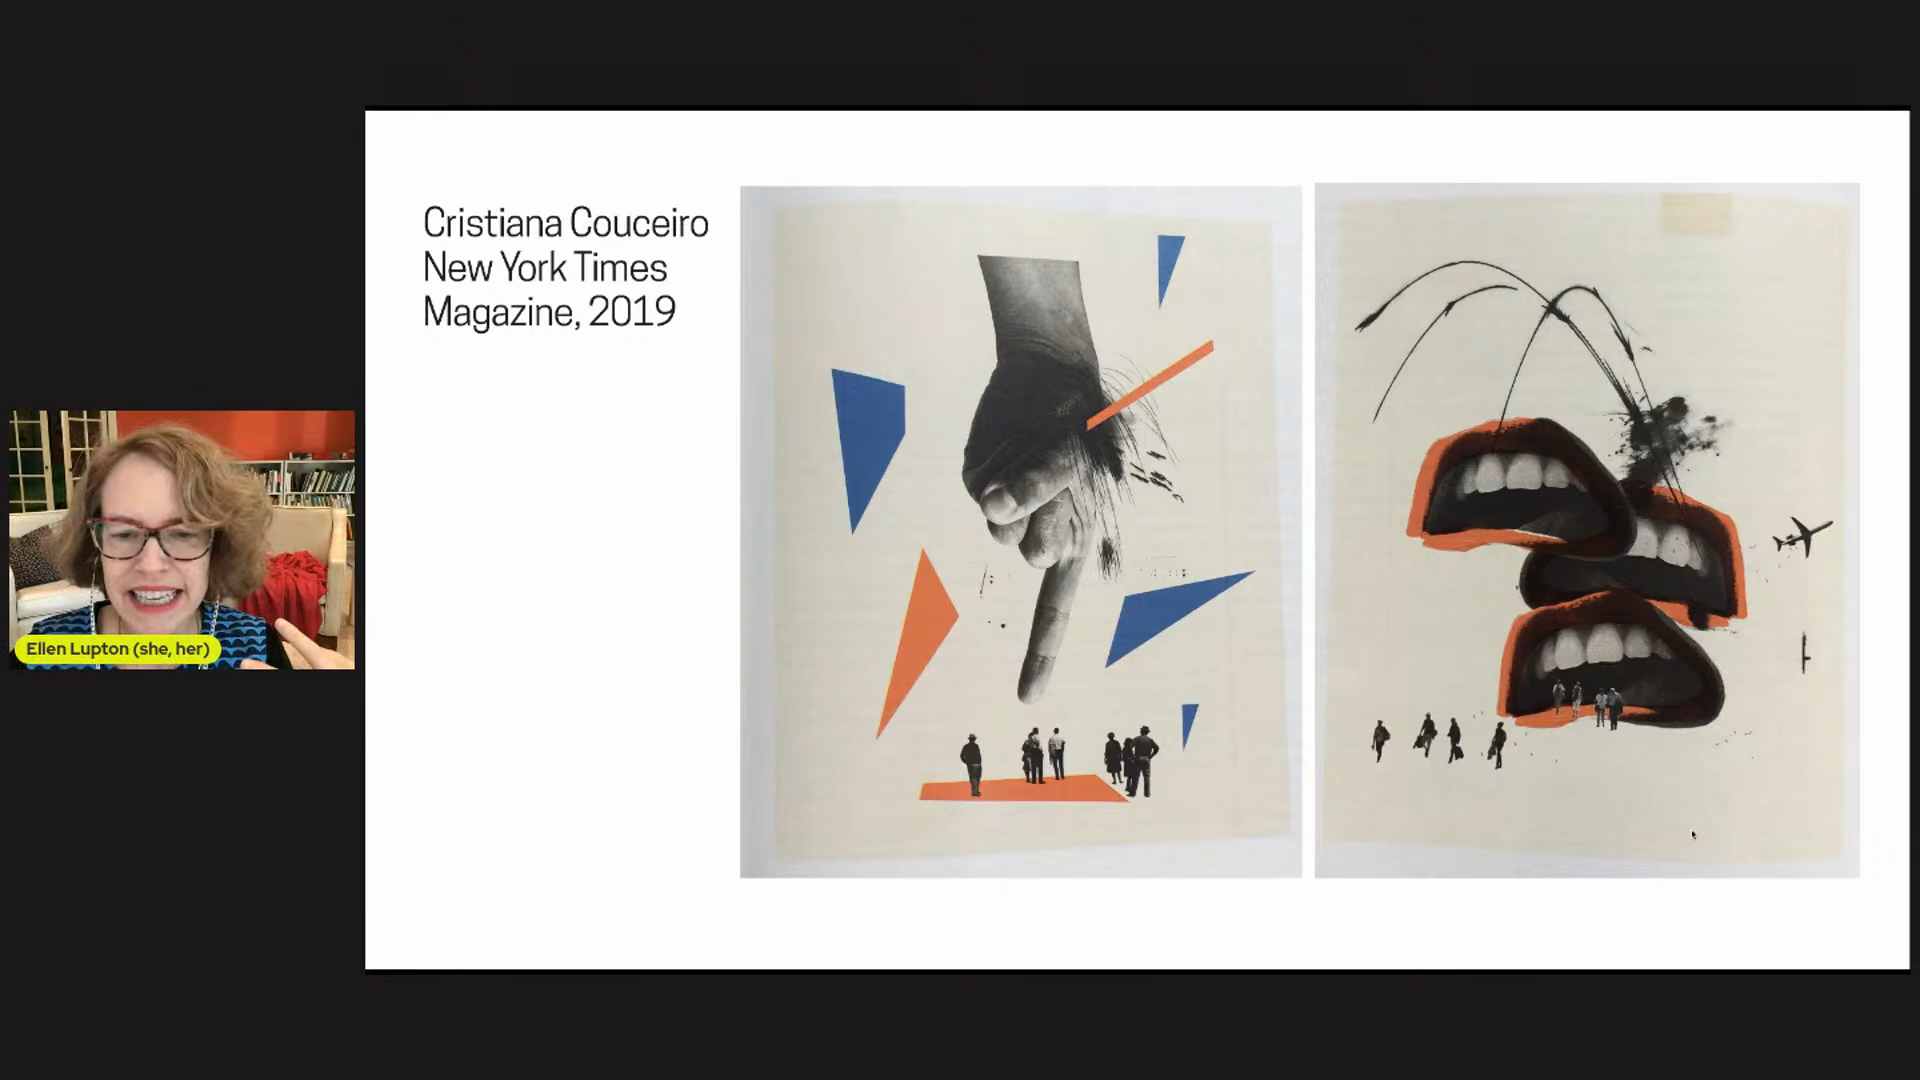 Cristiana Couceiro
New York Times
Magazine, 2019
Ellen Lupton (she, her)